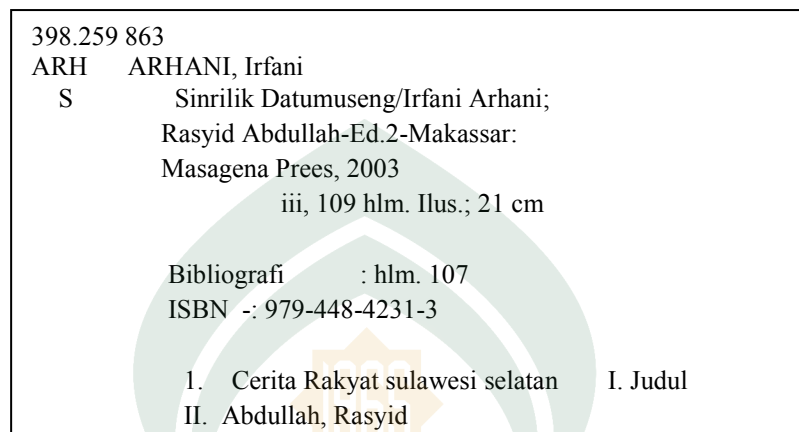 398.259 863
ARH ARHANI, Irfani
S Sinrilik Datumuseng/Irfani Arhani;
Rasyid Abdullah-Ed.2-Makassar:
Masagena Prees, 2003
iii, 109 hlm. Ilus.; 21 cm
Bibliografi : hlm. 107
ISBN -: 979-448-4231-3
1. Cerita Rakyat sulawesi selatan I. Judul
II. Abdullah, Rasyid